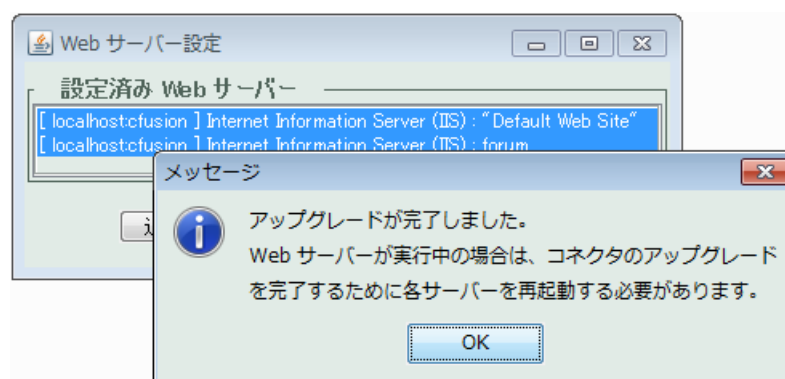 Web サーバー設定
設定済み Web サーバー
[ localhost:cfusion ] Internet Information Server (IIS) : "Default Web Site"
[ localhost:cfusion ] Internet Information Server (IIS) : forum
メッセージ
アップグレードが完了しました。
Web サーバーが実行中の場合は、コネクタのアップグレード
を完了するために各サーバーを再起動する必要があります。
OK